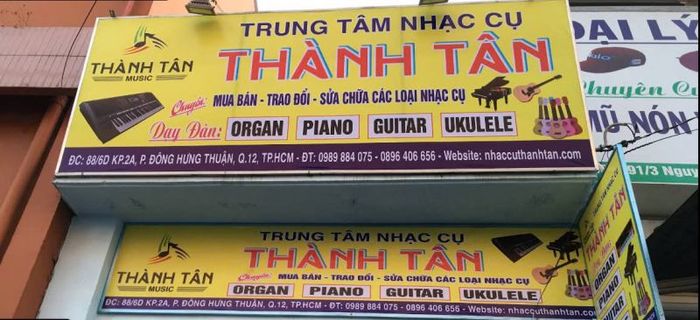 TRUNG TÂM NHẠC CỤ
THÀNH TÂN
THÀNH TÂN
MUSIC
Chuyên:
MUA BÁN - TRAO ĐỔI - SỬA CHỮA CÁC LOẠI NHẠC CỤ
Dạy Đàn: ORGAN PIANO GUITAR UKULELE
ĐC: 88/6D KP.2A, P. ĐÔNG HƯNG THUẬN, Q.12, TP.HCM - ĐT: 0989 884 075 - 0896 406 656 - Website: nhaccuthanhtan.com
ĐẠI LÝ
Chuyên
MŨ NÓN
91/3
TRUNG TÂM NHẠC CỤ
THÀNH TÂN
THÀNH TÂN
MUSIC
Chuyên:
MUA BÁN - TRAO ĐỔI - SỬA CHỮA CÁC LOẠI NHẠC CỤ
ORGAN PIANO GUITAR UKULELE
ĐC: 88/6D KP.2A, P. ĐÔNG HƯNG THUẬN, Q.12, TP.HCM - ĐT: 0989 884 075 - 0896 406 656 - Website: nhaccuthanhtan.com
THÀNH TÂN